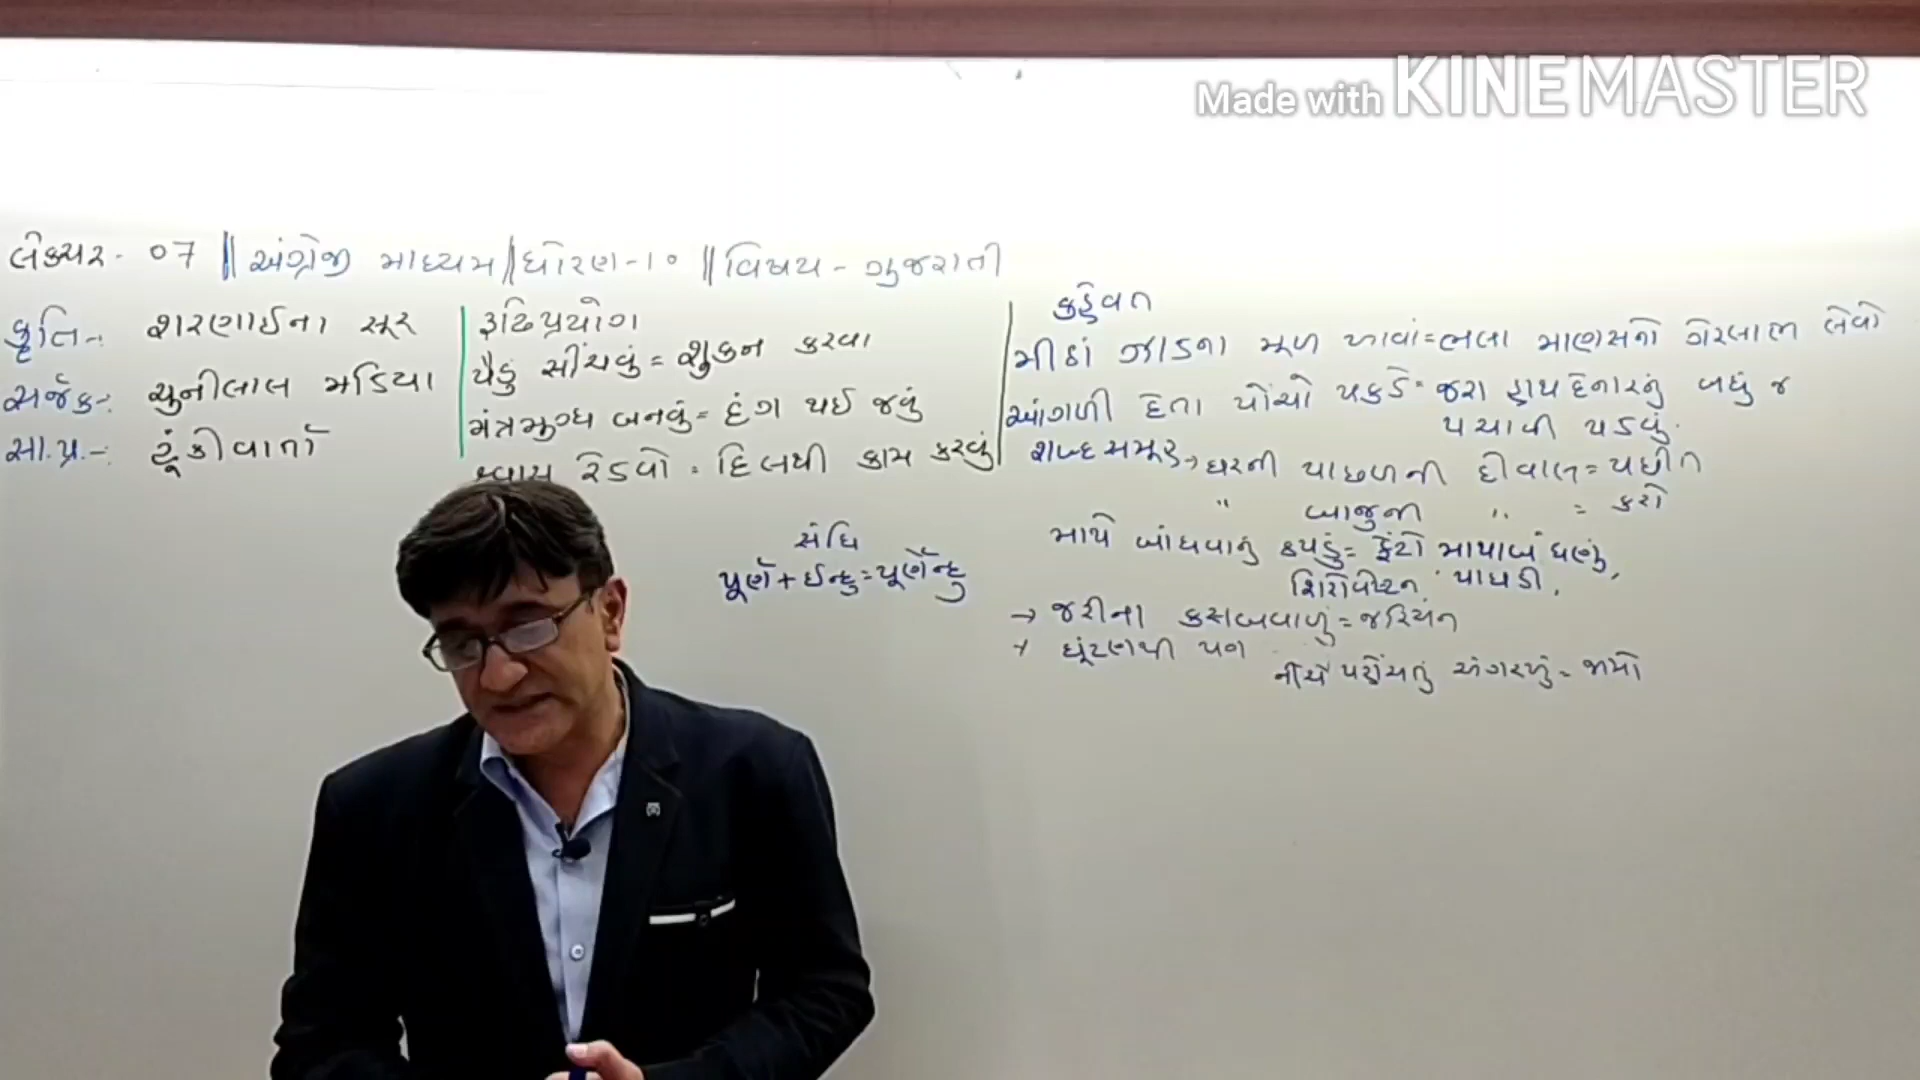 Made with KINEMASTER
લેક્ચર - ૦7 || અંગ્રેજી માધ્યમ || ધોરણ-૧૦ || વિષય - ગુજરાતી
કૃતિ-: શરણાઈના સૂર
સર્જક-: ચુનીલાલ મડિયા
સા.પ્ર.-: ટૂંકીવાર્તા
રૂઢિપ્રયોગ
પૈડું સીંચવું = શુકન કરવા
મંત્રમુગ્ધ બનવું = દંગ થઈ જવું
શ્વાસ રેડવો = દિલથી કામ કરવું
સંધિ
પૂર્ણ + ઈન્દુ = પૂર્ણેન્દુ
કહેવત
મીઠાં ઝાડના મૂળ ખાવાં = ભલા માણસનો ગેરલાભ લેવો
આંગળી દેતા પોંચો પકડે = જરા હાથ દેનારનું બધું જ
પચાવી પડવું.
શબ્દસમૂહ → ઘરની પાછળની દીવાલ = પછીત
" બાજુની " = કરો
માથે બાંધવાનું કપડું = ફેંટો માથાબંધણું,
શિરોવેષ્ટન, પાઘડી.
→ જરીના કસબવાળું = જરિયન
→ ઘૂંટણથી પણ
નીચે પહોંચતું અંગરખું = જામો